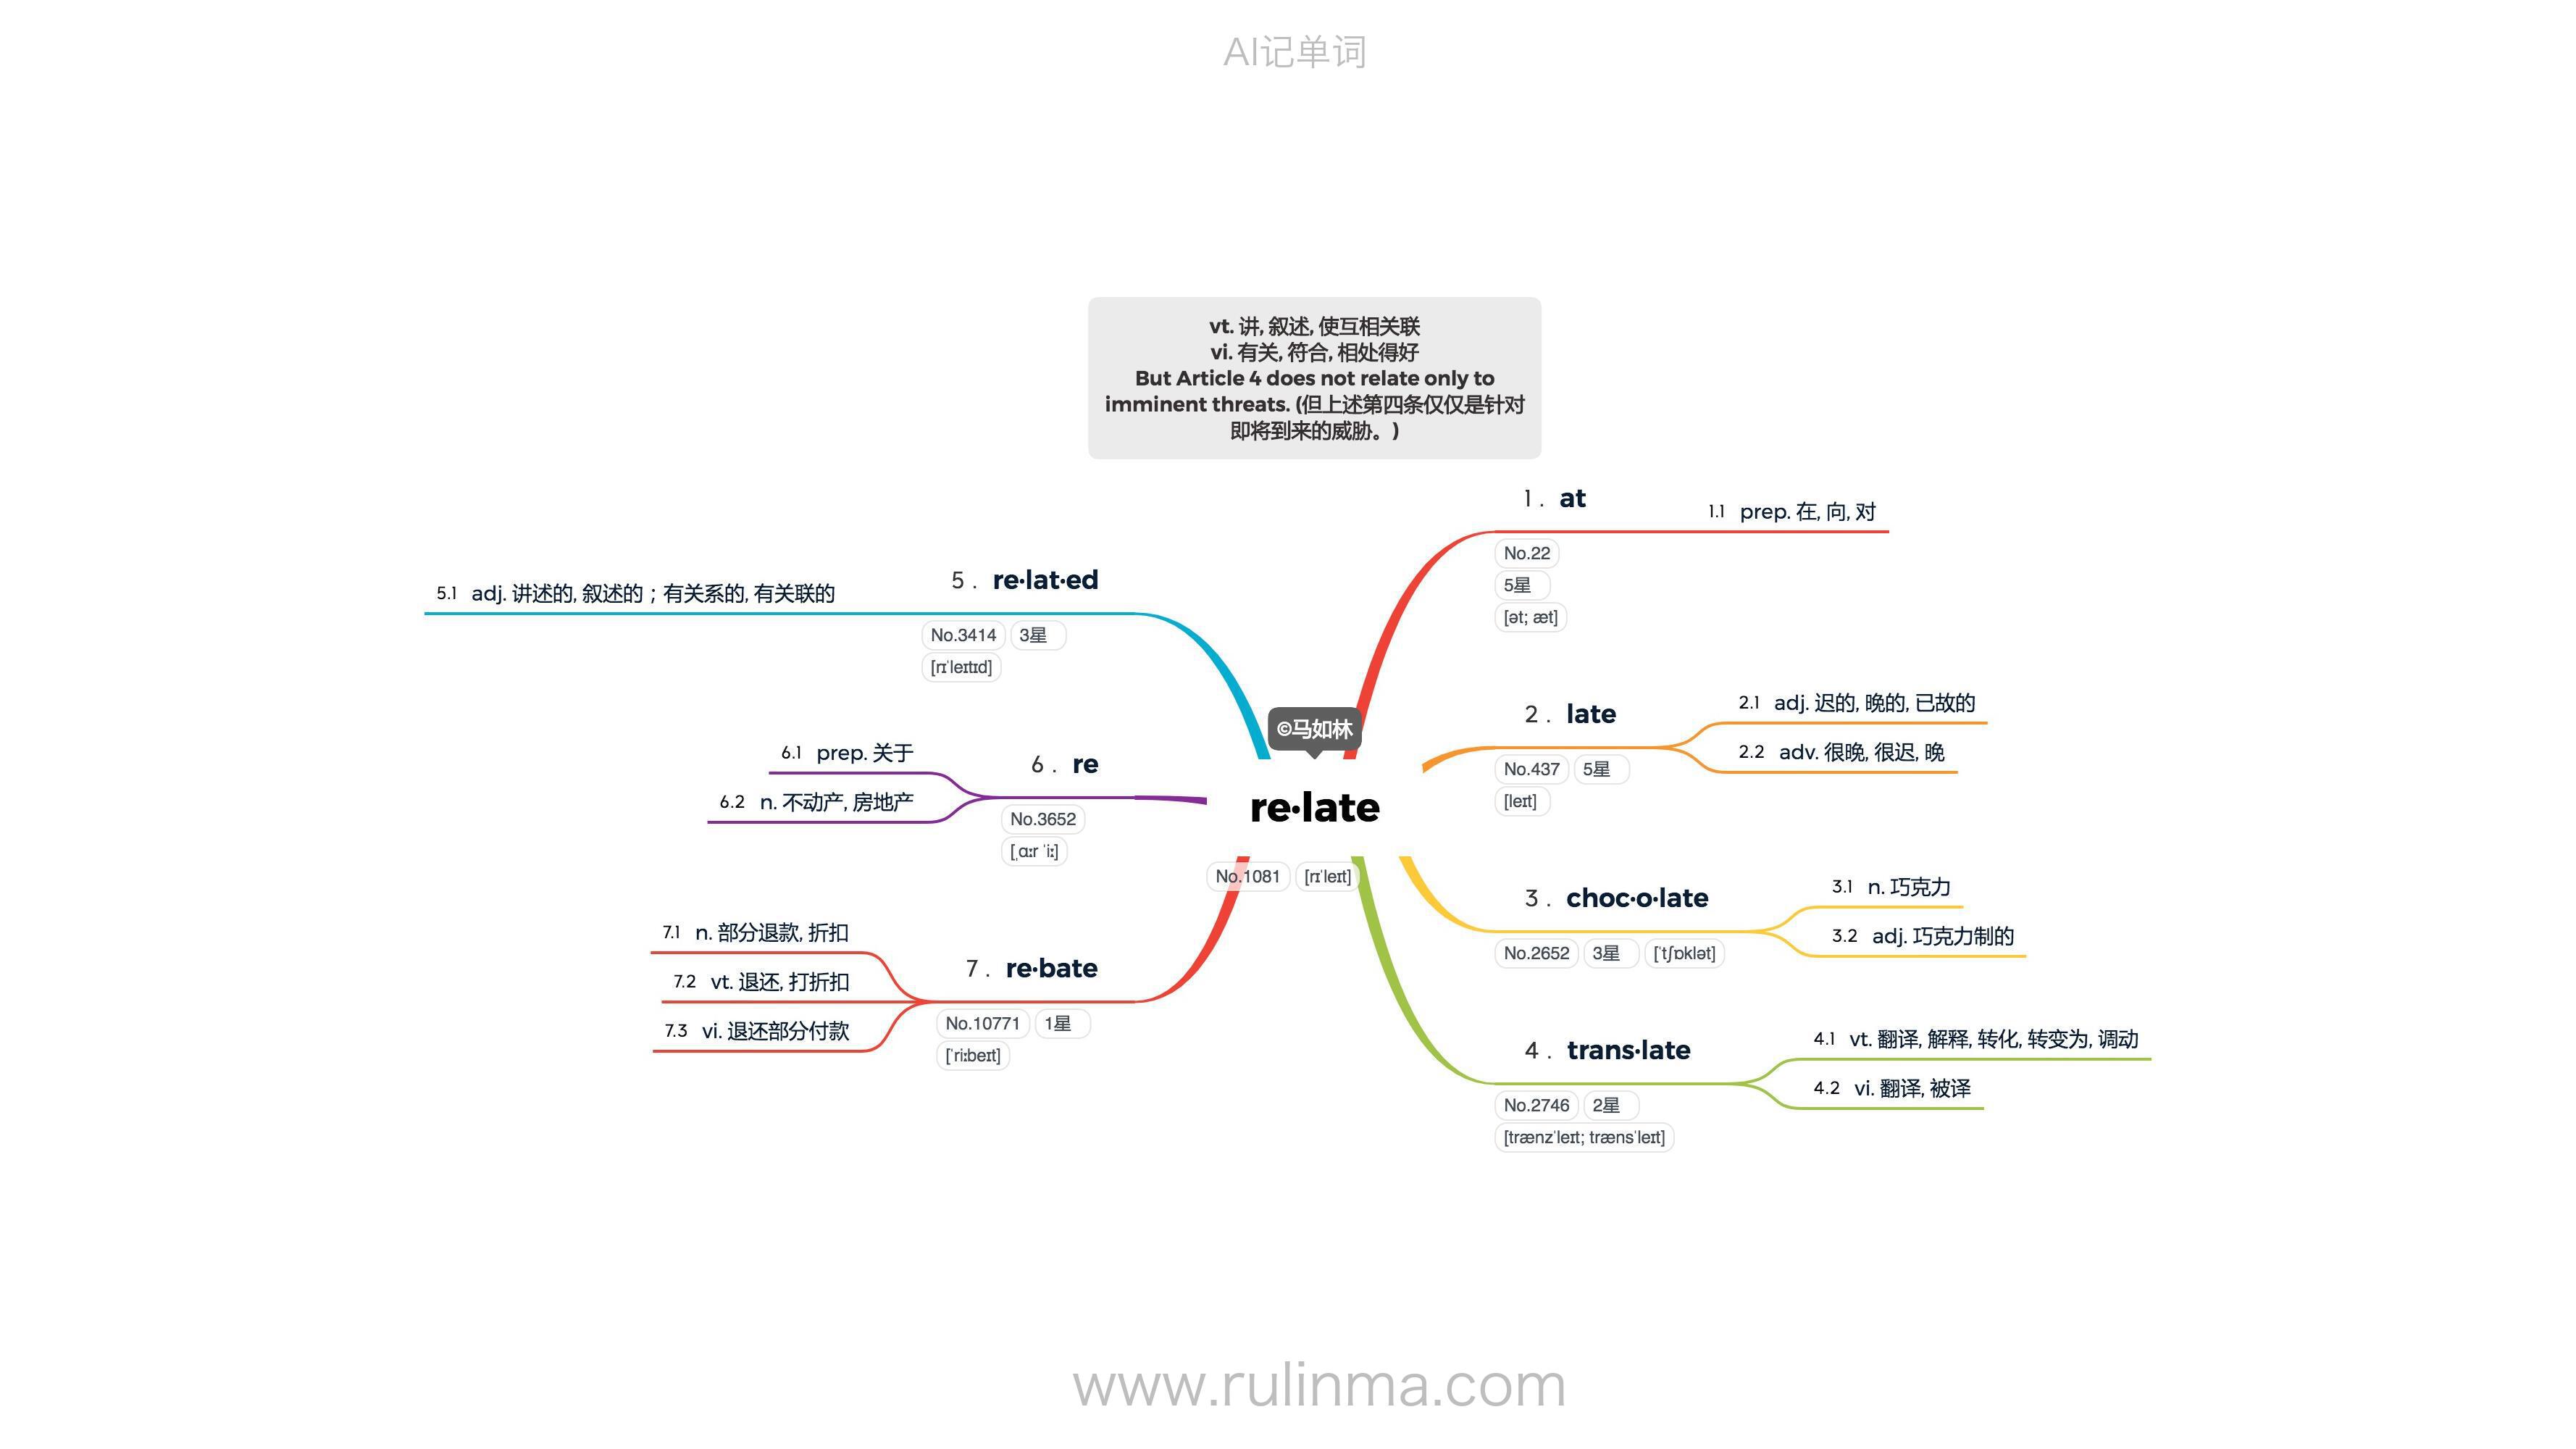 AI记单词
vt. 讲, 叙述, 使互相关联
vi. 有关, 符合, 相处得好
But Article 4 does not relate only to
imminent threats. (但上述第四条仅仅是针对
即将到来的威胁。)
©马如林
re·late
No.1081 [rɪˈleɪt]
1 . at
No.22
5星
[ət; æt]
1.1 prep. 在, 向, 对
2 . late
No.437 5星
[leɪt]
2.1 adj. 迟的, 晚的, 已故的
2.2 adv. 很晚, 很迟, 晚
3 . choc·o·late
No.2652 3星 [ˈtʃɒklət]
3.1 n. 巧克力
3.2 adj. 巧克力制的
4 . trans·late
No.2746 2星
[trænzˈleɪt; trænsˈleɪt]
4.1 vt. 翻译, 解释, 转化, 转变为, 调动
4.2 vi. 翻译, 被译
5 . re·lat·ed
No.3414 3星
[rɪˈleɪtɪd]
5.1 adj. 讲述的, 叙述的；有关系的, 有关联的
6 . re
No.3652
[ˌɑːr ˈiː]
6.1 prep. 关于
6.2 n. 不动产, 房地产
7 . re·bate
No.10771 1星
[ˈriːbeɪt]
7.1 n. 部分退款, 折扣
7.2 vt. 退还, 打折扣
7.3 vi. 退还部分付款
www.rulinma.com